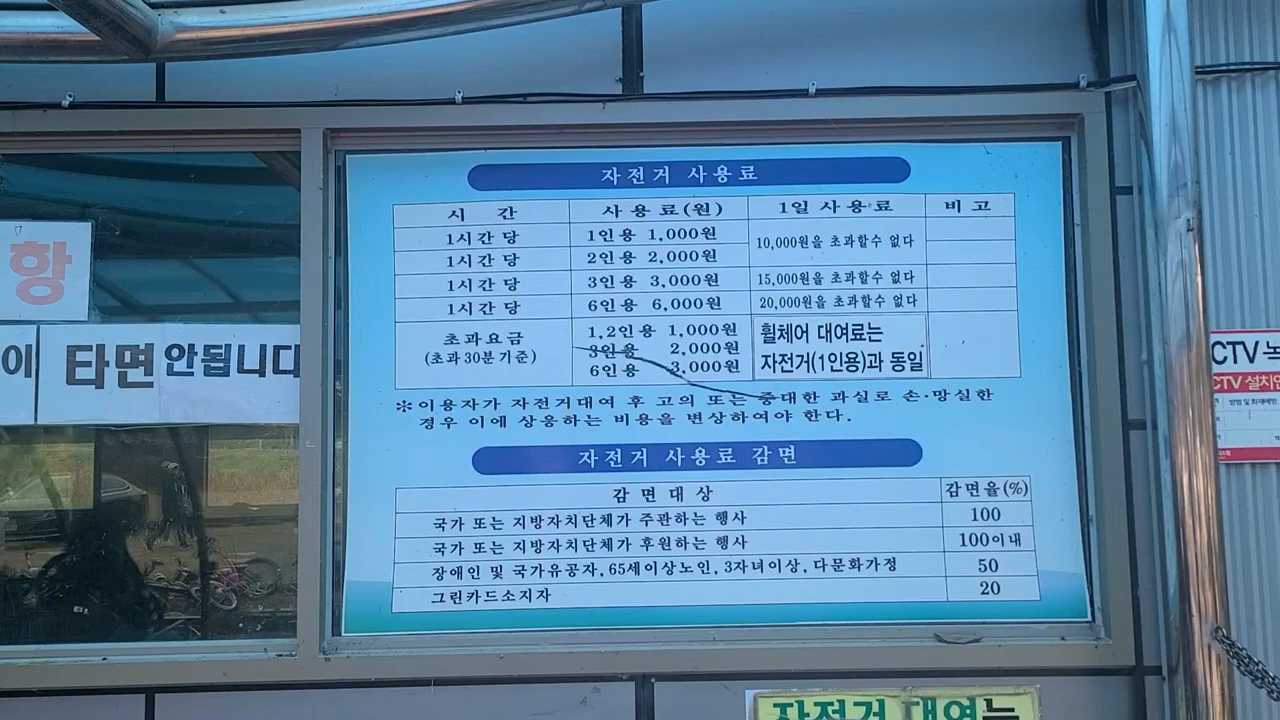 자전거 사용료
시 간 사용료(원) 1일 사용료 비고
1시간당 1인용 1,000원 10,000원을 초과할수 없다
1시간당 2인용 2,000원
1시간당 3인용 3,000원 15,000원을 초과할수 없다
1시간당 6인용 6,000원 20,000원을 초과할수 없다
초과요금 1,2인용 1,000원 휠체어 대여료는
(초과 30분기준) 3인용 2,000원 자전거(1인용)과 동일
6인용 3,000원
※이용자가 자전거대여 후 고의 또는 중대한 과실로 손·망실한
경우 이에 상응하는 비용을 변상하여야 한다.
자전거 사용료 감면
감면대상 감면율(%)
국가 또는 지방자치단체가 주관하는 행사 100
국가 또는 지방자치단체가 후원하는 행사 100이내
장애인 및 국가유공자, 65세이상노인, 3자녀이상, 다문화가정 50
그린카드소지자 20
항
이 타면 안됩니다
CTV 녹
CTV 설치안
방범 및 화재예방
자전거 대여는